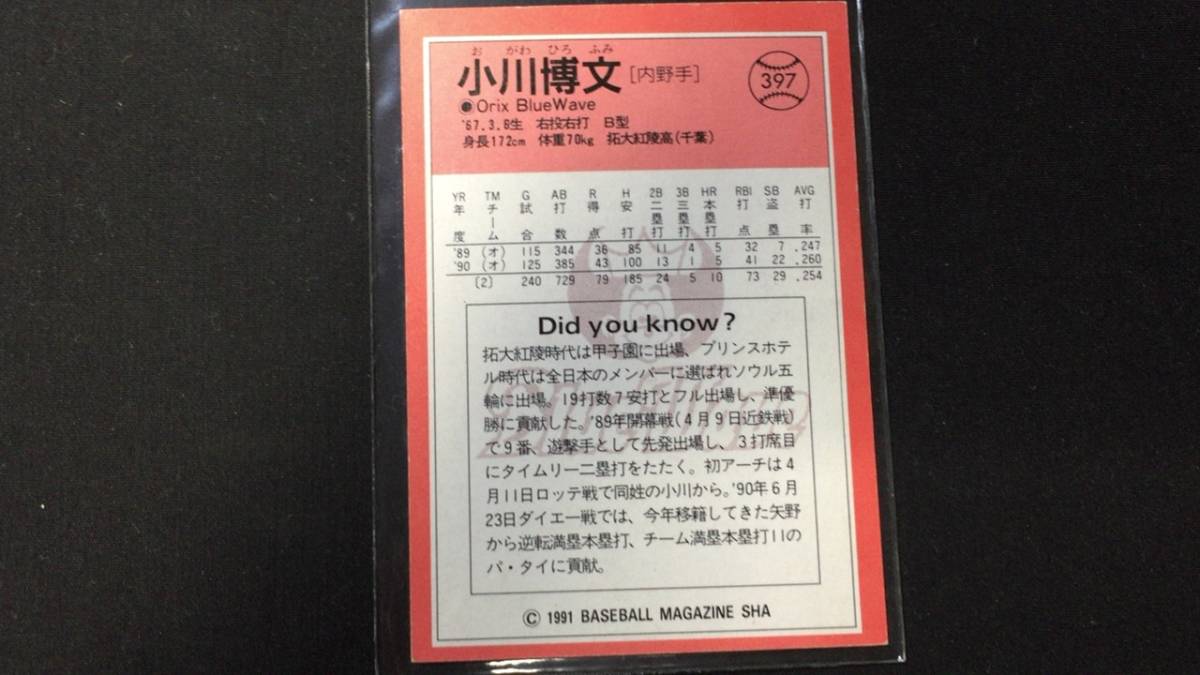 お がわ ひろ ふみ
小川博文[内野手]
397
●Orix BlueWave
'67.3.6生 右投右打 B型
身長172cm 体重70kg 拓大紅陵高(千葉)
YR TM G AB R H 2B 3B HR RBI SB AVG
年度 チーム 試合 打数 得点 安打 二塁打 三塁打 本塁打 打点 盗塁 打率
'89 (オ) 115 344 36 85 11 4 5 32 7 .247
'90 (オ) 125 385 43 100 13 1 5 41 22 .260
〔2〕 240 729 79 185 24 5 10 73 29 .254
Did you know?
拓大紅陵時代は甲子園に出場、プリンスホテ
ル時代は全日本のメンバーに選ばれソウル五
輪に出場。19打数7安打とフル出場し、準優
勝に貢献した。'89年開幕戦(4月9日近鉄戦)
で9番、遊撃手として先発出場し、3打席目
にタイムリー二塁打をたたく。初アーチは4
月11日ロッテ戦で同姓の小川から。'90年6月
23日ダイエー戦では、今年移籍してきた矢野
から逆転満塁本塁打、チーム満塁本塁打11の
パ・タイに貢献。
© 1991 BASEBALL MAGAZINE SHA